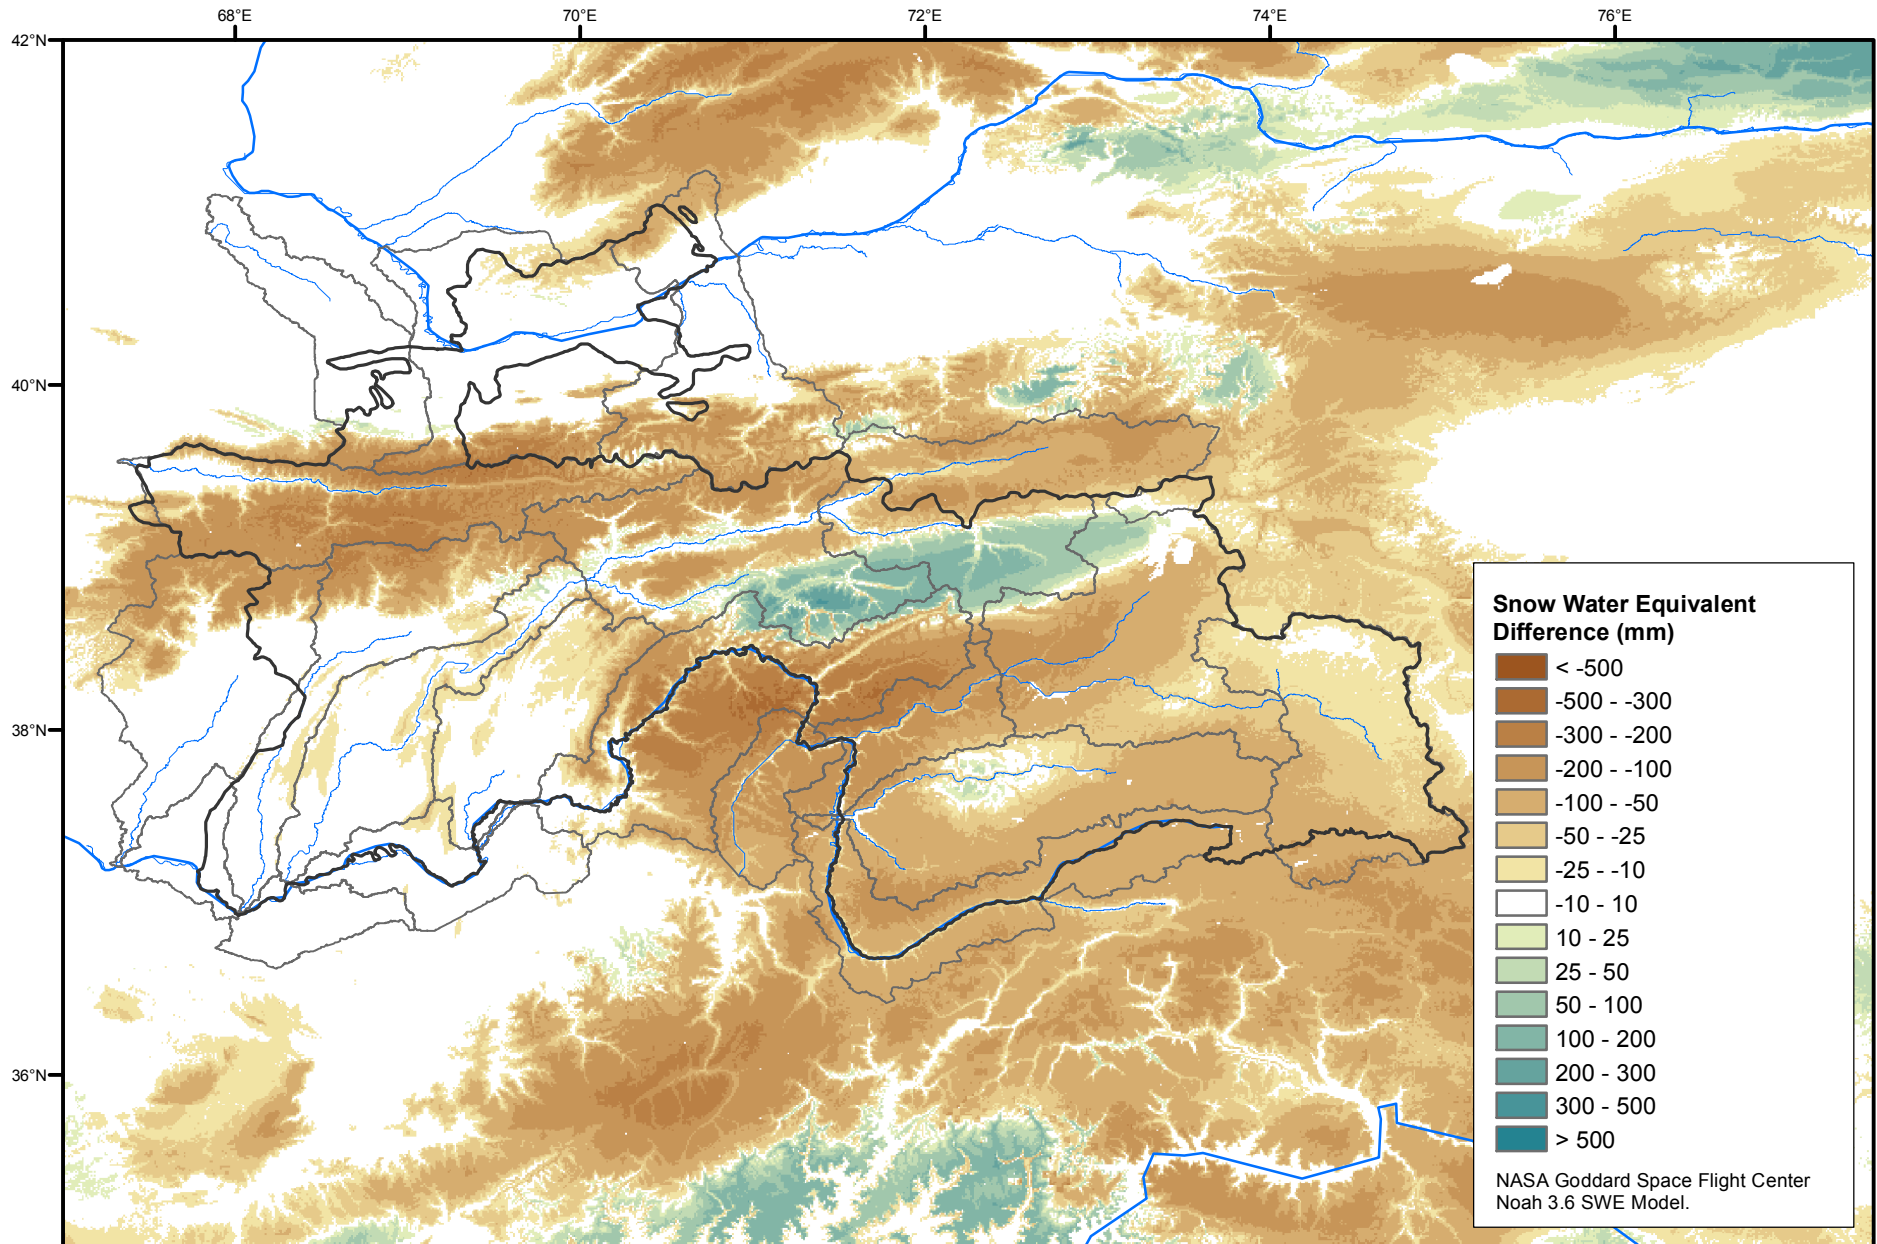 68°E
70°E
72°E
74°E
76°E
42°N
40°N
38°N
36°N
Snow Water Equivalent
Difference (mm)
< -500
-500 - -300
-300 - -200
-200 - -100
-100 - -50
-50 - -25
-25 - -10
-10 - 10
10 - 25
25 - 50
50 - 100
100 - 200
200 - 300
300 - 500
> 500
NASA Goddard Space Flight Center
Noah 3.6 SWE Model.